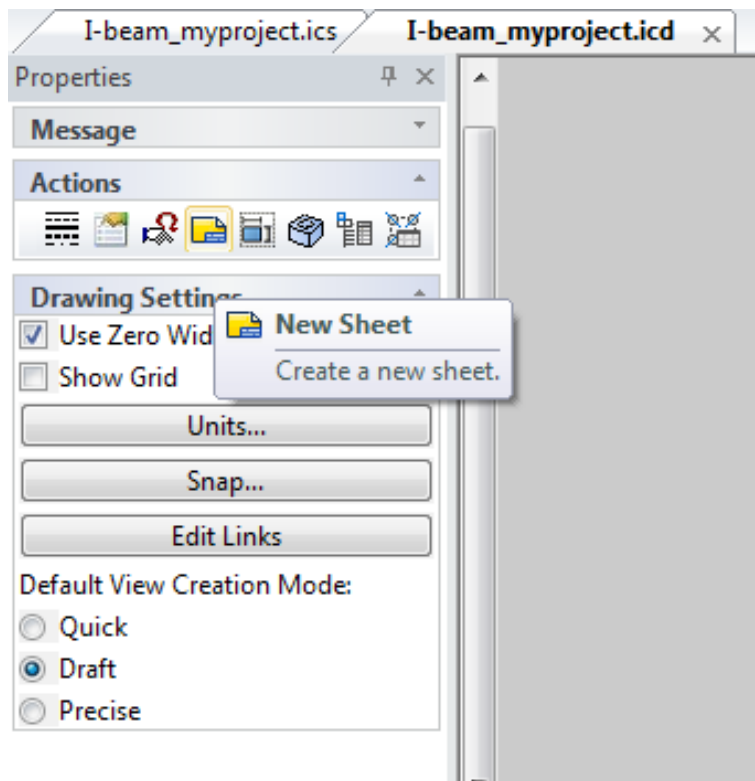 I-beam_myproject.ics
I-beam_myproject.icd
Properties
Message
Actions
Drawing Settings
Use Zero Wid
New Sheet
Show Grid
Create a new sheet.
Units...
Snap...
Edit Links
Default View Creation Mode:
Quick
Draft
Precise